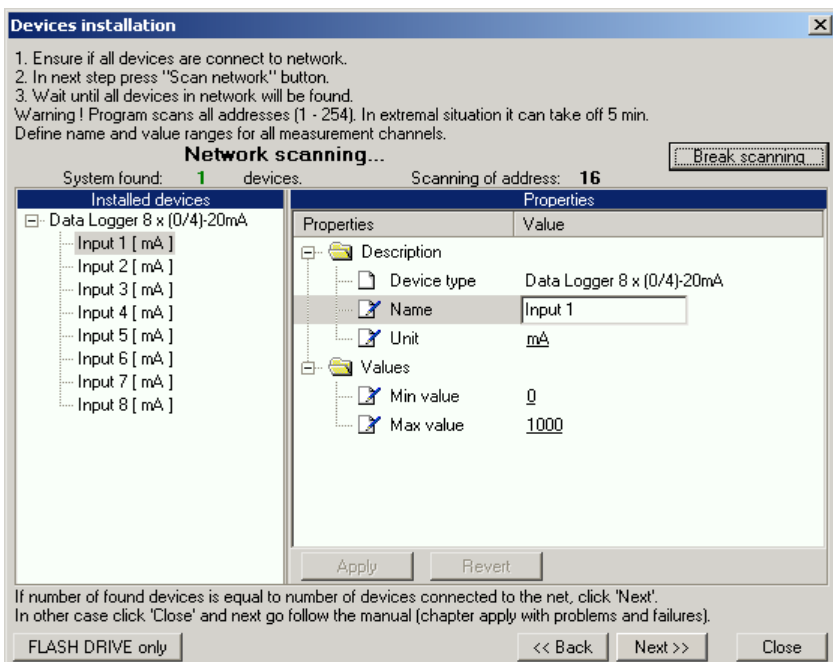 Devices installation
1. Ensure if all devices are connect to network.
2. In next step press "Scan network" button.
3. Wait until all devices in network will be found.
Warning ! Program scans all addresses (1 - 254). In extremal situation it can take off 5 min.
Define name and value ranges for all measurement channels.
Network scanning...
Break scanning
System found: 1 devices. Scanning of address: 16
Installed devices
Data Logger 8 x (0/4)-20mA
Input 1 [ mA ]
Input 2 [ mA ]
Input 3 [ mA ]
Input 4 [ mA ]
Input 5 [ mA ]
Input 6 [ mA ]
Input 7 [ mA ]
Input 8 [ mA ]
Properties
Properties Value
Description
Device type Data Logger 8 x (0/4)-20mA
Name Input 1
Unit mA
Values
Min value 0
Max value 1000
Apply Revert
If number of found devices is equal to number of devices connected to the net, click 'Next'.
In other case click 'Close' and next go follow the manual (chapter apply with problems and failures).
FLASH DRIVE only << Back Next >> Close